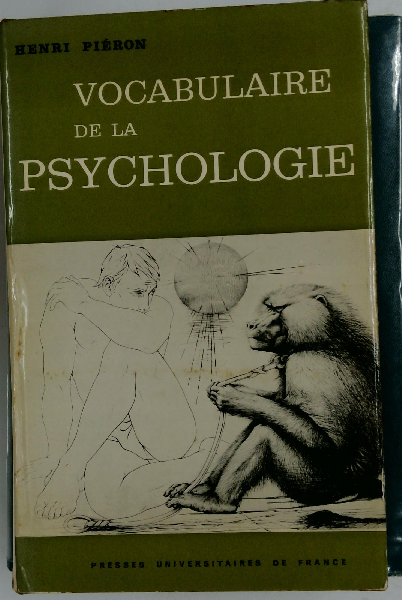 HENRI PIÉRON
VOCABULAIRE
DE LA
PSYCHOLOGIE
PRESSES UNIVERSITAIRES DE FRANCE